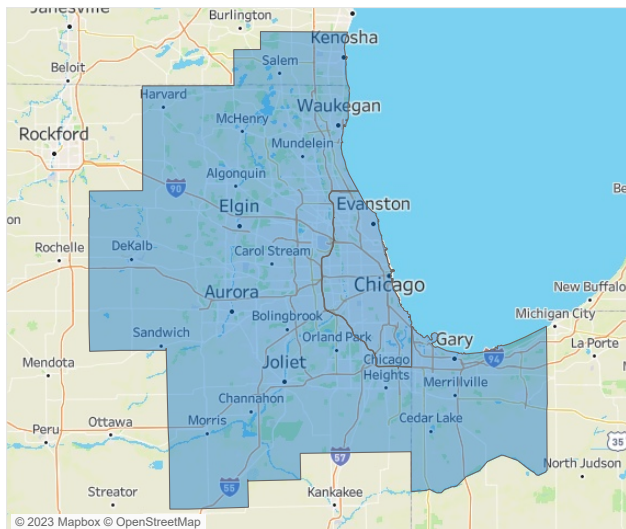 Janesville
Burlington
Kenosha
Beloit
Salem
Harvard
Waukegan
McHenry
Rockford
Mundelein
Algonquin
90
Elgin
Evanston
on
Rochelle
DeKalb
Carol Stream
Chicago
Aurora
New Buffalo
Bolingbrook
Michigan City
Sandwich
Orland Park
Gary
La Porte
Mendota
Joliet
Chicago
Heights
94
Merrillville
Channahon
Ottawa
Morris
Cedar Lake
Peru
35
57
North Judson
Streator
55
Kankakee
© 2023 Mapbox © OpenStreetMap